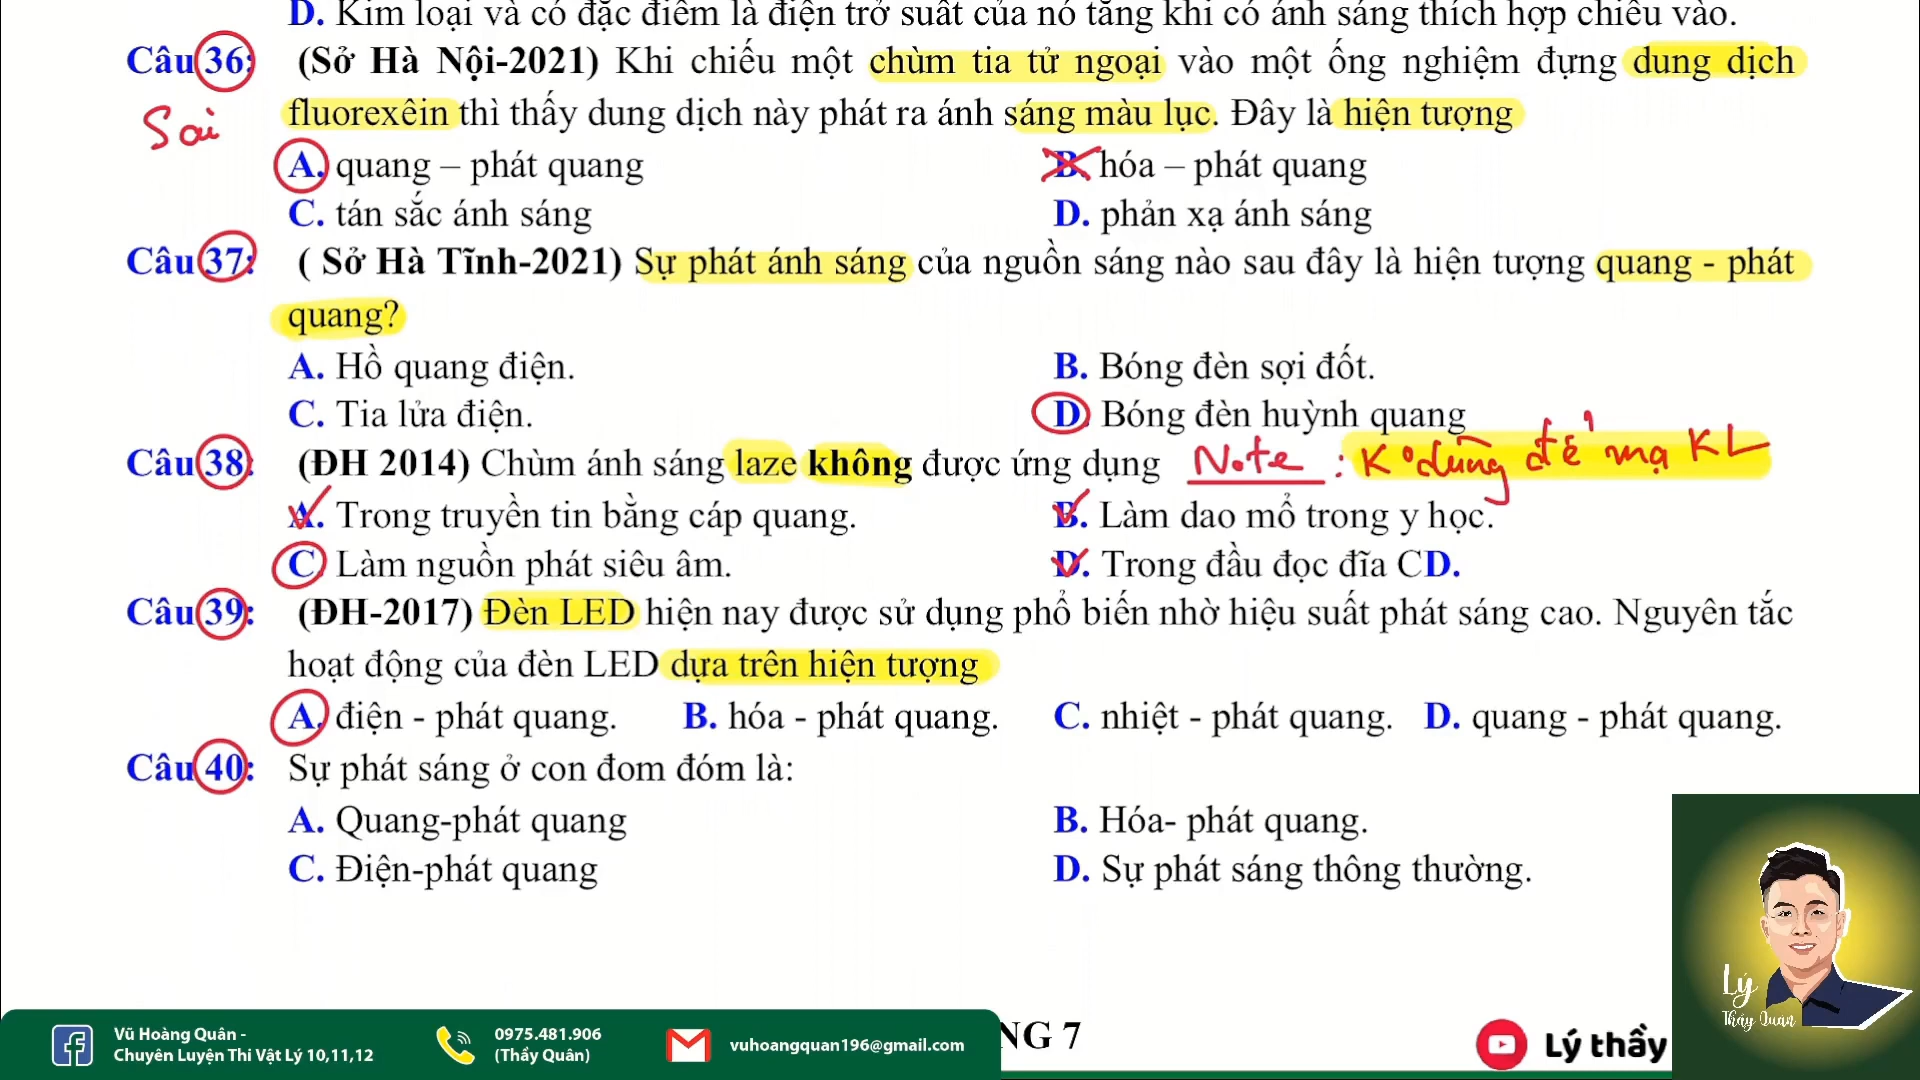 D. Kim loại và có đặc điểm là điện trở suất của nó tăng khi có ánh sáng thích hợp chiếu vào.
Câu 36: (Sở Hà Nội-2021) Khi chiếu một chùm tia tử ngoại vào một ống nghiệm đựng dung dịch
Sai fluorexêin thì thấy dung dịch này phát ra ánh sáng màu lục. Đây là hiện tượng
A. quang – phát quang B. hóa – phát quang
C. tán sắc ánh sáng D. phản xạ ánh sáng
Câu 37: ( Sở Hà Tĩnh-2021) Sự phát ánh sáng của nguồn sáng nào sau đây là hiện tượng quang - phát
quang?
A. Hồ quang điện. B. Bóng đèn sợi đốt.
C. Tia lửa điện. D. Bóng đèn huỳnh quang
Câu 38: (ĐH 2014) Chùm ánh sáng laze không được ứng dụng Note : Ko dùng để mạ KL
A. Trong truyền tin bằng cáp quang. B. Làm dao mổ trong y học.
C. Làm nguồn phát siêu âm. D. Trong đầu đọc đĩa CD.
Câu 39: (ĐH-2017) Đèn LED hiện nay được sử dụng phổ biến nhờ hiệu suất phát sáng cao. Nguyên tắc
hoạt động của đèn LED dựa trên hiện tượng
A. điện - phát quang. B. hóa - phát quang. C. nhiệt - phát quang. D. quang - phát quang.
Câu 40: Sự phát sáng ở con đom đóm là:
A. Quang-phát quang B. Hóa- phát quang.
C. Điện-phát quang D. Sự phát sáng thông thường.
Lý
Thầy Quân
Vũ Hoàng Quân -
Chuyên Luyện Thi Vật Lý 10,11,12
0975.481.906
(Thầy Quân)
vuhoangquan196@gmail.com
NG 7
Lý thầy